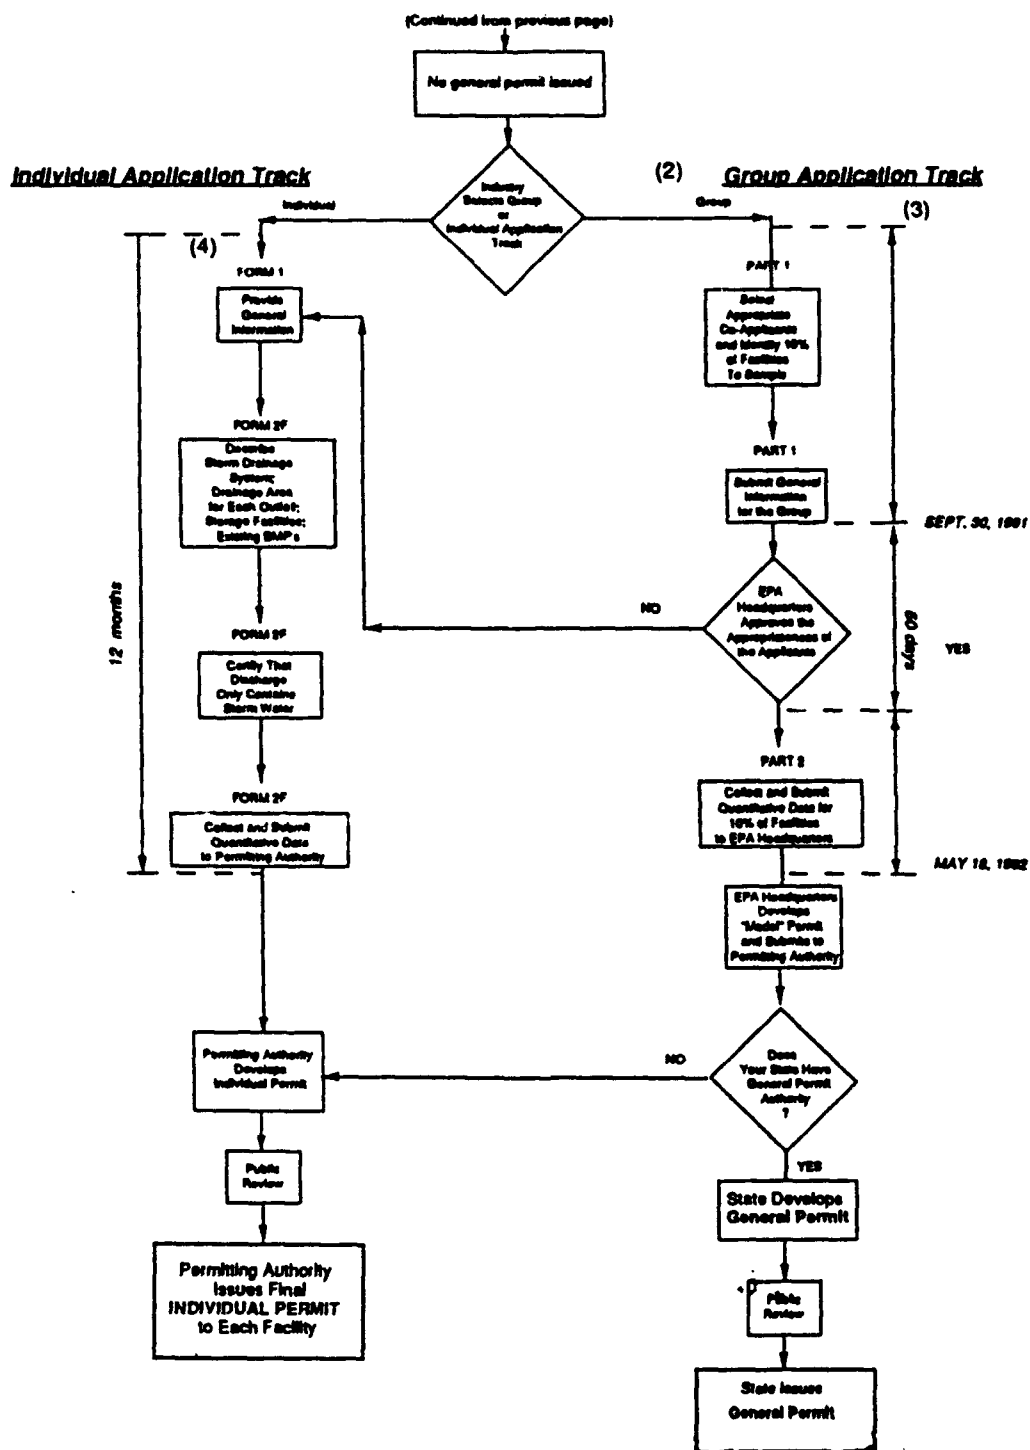 (Continued from previous page)
No general permit issued
Individual Application Track
(2)
Group Application Track
Industry
Selects Group
or
Individual Application
Track
Individual
Group
(3)
(4)
FORM 1
Provide
General
Information
PART 1
Select
Appropriate
Co-Applicants
and Identify 10%
of Facilities
To Sample
FORM 2F
Describe
Storm Drainage
System;
Drainage Area
for Each Outlet;
Storage Facilities;
Existing BMP's
PART 1
Submit General
Information
for the Group
SEPT. 30, 1991
12 months
NO
EPA
Headquarters
Approves the
Appropriateness of
the Applicants
60 days
YES
FORM 2F
Certify That
Discharge
Only Contains
Storm Water
PART 2
Collect and Submit
Quantitative Data for
10% of Facilities
to EPA Headquarters
FORM 2F
Collect and Submit
Quantitative Data
to Permitting Authority
MAY 18, 1992
EPA Headquarters
Develops
"Model" Permit
and Submits to
Permitting Authority
Permitting Authority
Develops
Individual Permit
NO
Does
Your State Have
General Permit
Authority
?
Public
Review
YES
State Develops
General Permit
Permitting Authority
Issues Final
INDIVIDUAL PERMIT
to Each Facility
Public
Review
State Issues
General Permit